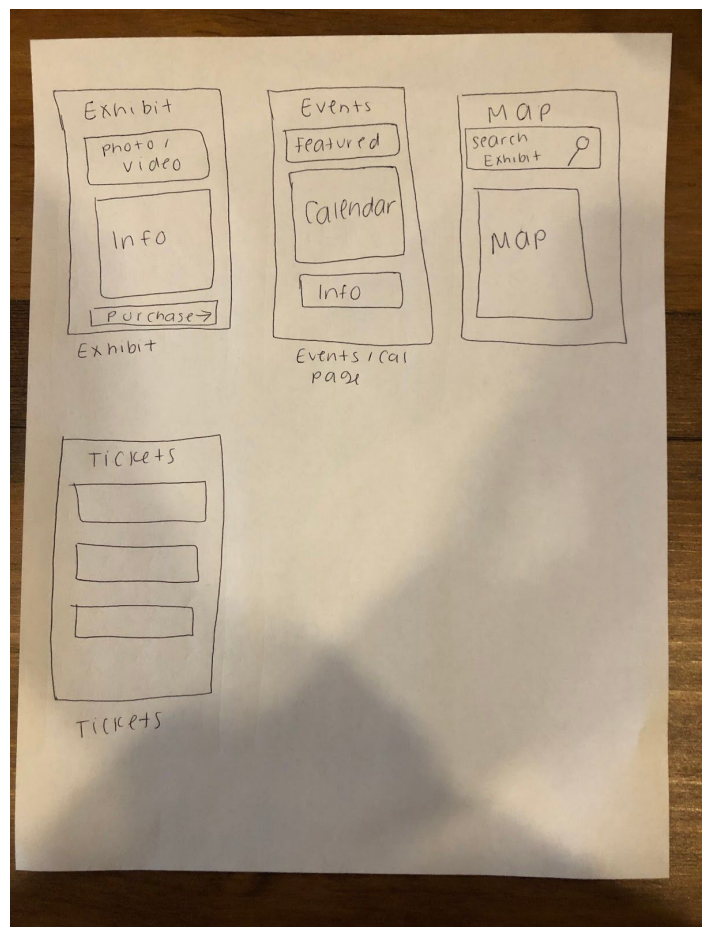 Exhibit
Photo/
video
Info
Purchase→
Exhibit
Events
Featured
Calendar
Info
Events/Cal
page
Map
Search
Exhibit
Map
Tickets
Tickets